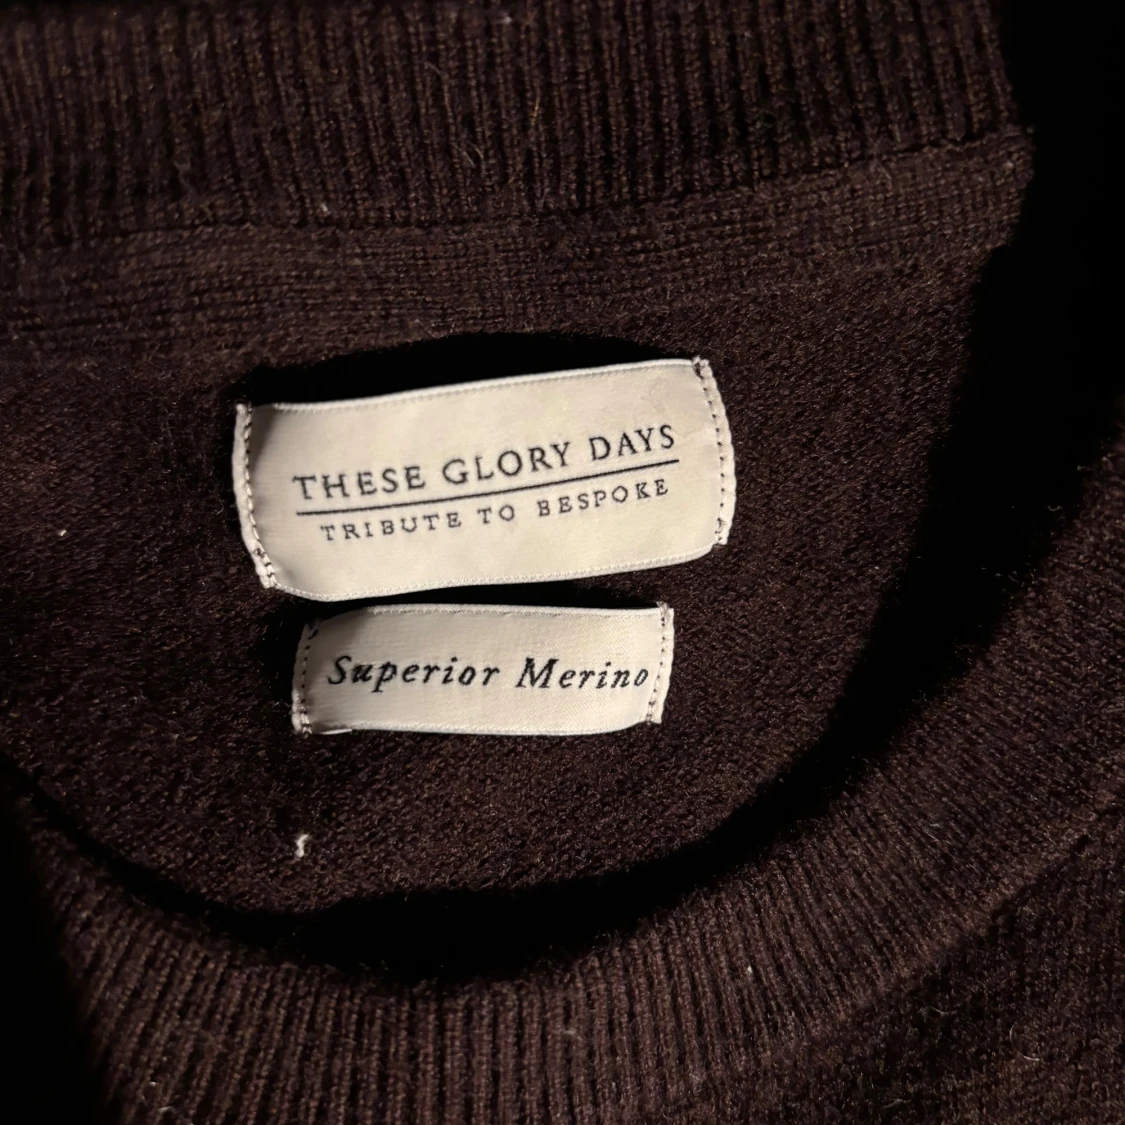 THESE GLORY DAYS
TRIBUTE TO BESPOKE
Superior Merino